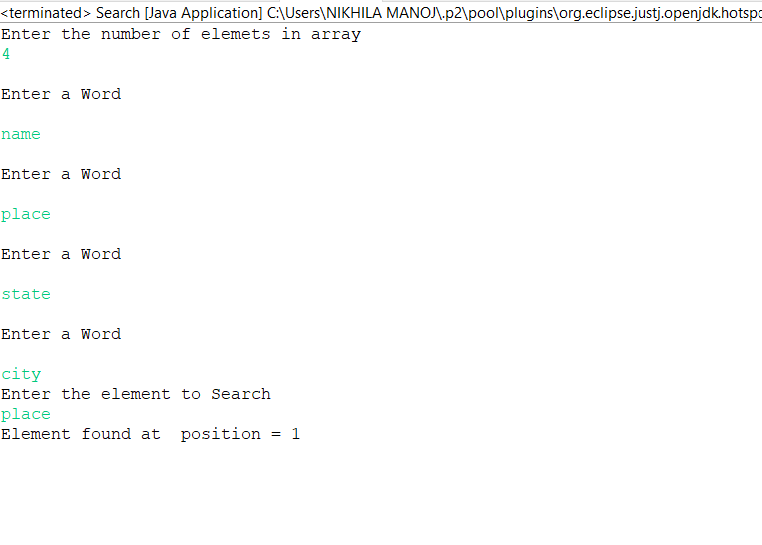 <terminated> Search [Java Application] C:\Users\NIKHILA MANOJ\.p2\pool\plugins\org.eclipse.justj.openjdk.hotspo
Enter the number of elemets in array
4
Enter a Word
name
Enter a Word
place
Enter a Word
state
Enter a Word
city
Enter the element to Search
place
Element found at  position = 1